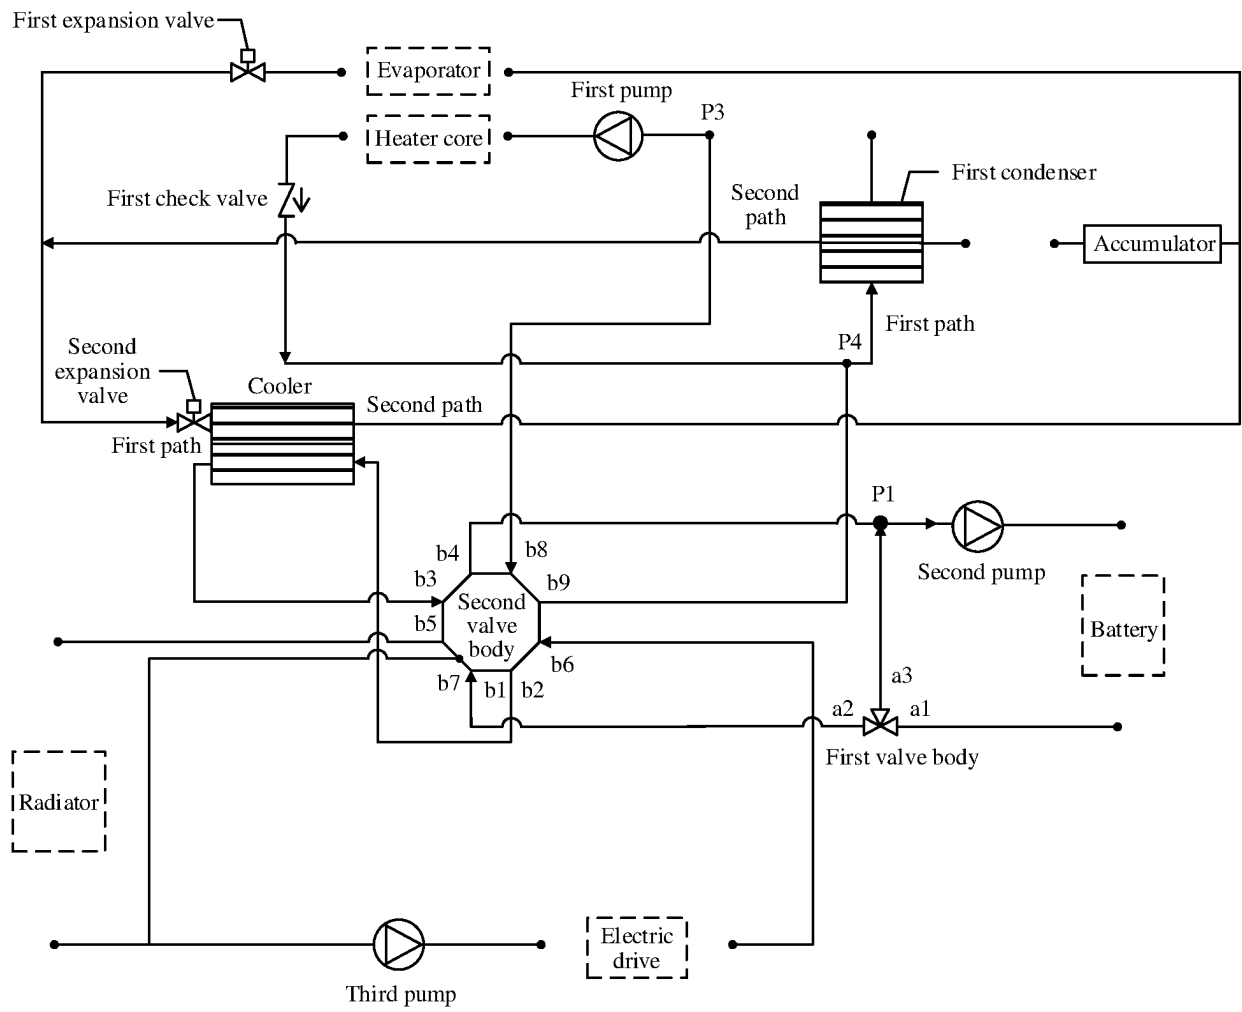 First expansion valve
Evaporator
First pump
P3
Heater core
First condenser
First check valve
Second
path
Accumulator
First path
P4
Second
expansion
valve
Cooler
Second path
First path
P1
b4
b8
Second pump
b3
b9
Second
valve
body
b5
Battery
b6
b7
b1
b2
a3
a2
a1
First valve body
Radiator
Electric
drive
Third pump